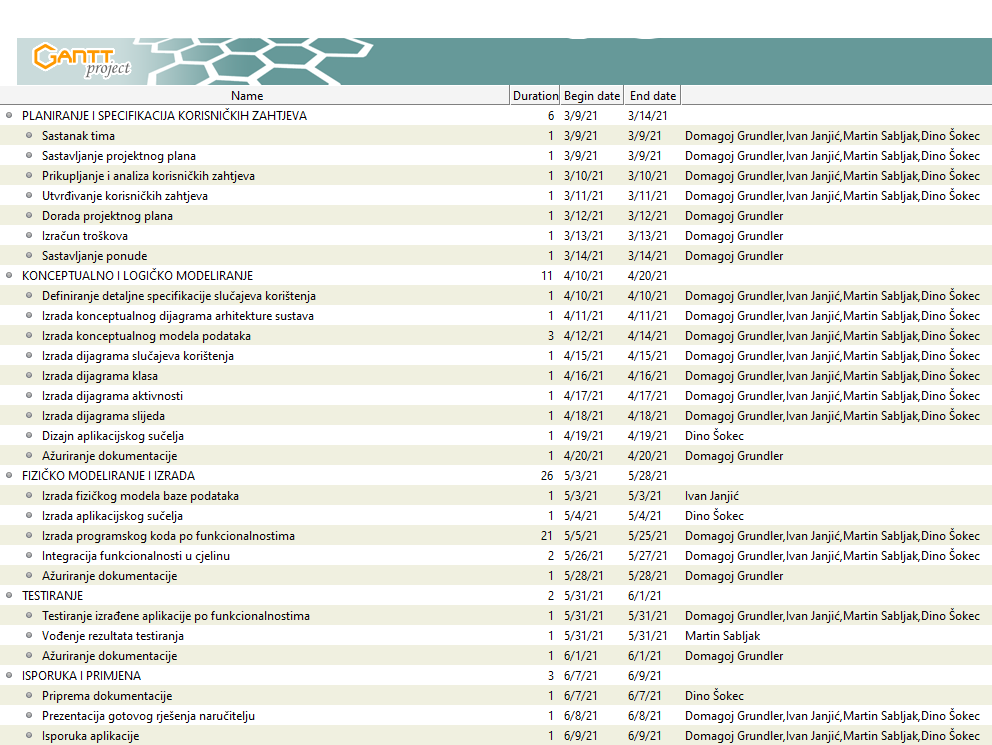 GANTT project
Name Duration Begin date End date
PLANIRANJE I SPECIFIKACIJA KORISNIČKIH ZAHTJEVA 6 3/9/21 3/14/21
Sastanak tima 1 3/9/21 3/9/21 Domagoj Grundler,Ivan Janjić,Martin Sabljak,Dino Šokec
Sastavljanje projektnog plana 1 3/9/21 3/9/21 Domagoj Grundler,Ivan Janjić,Martin Sabljak,Dino Šokec
Prikupljanje i analiza korisničkih zahtjeva 1 3/10/21 3/10/21 Domagoj Grundler,Ivan Janjić,Martin Sabljak,Dino Šokec
Utvrđivanje korisničkih zahtjeva 1 3/11/21 3/11/21 Domagoj Grundler,Ivan Janjić,Martin Sabljak,Dino Šokec
Dorada projektnog plana 1 3/12/21 3/12/21 Domagoj Grundler
Izračun troškova 1 3/13/21 3/13/21 Domagoj Grundler
Sastavljanje ponude 1 3/14/21 3/14/21 Domagoj Grundler
KONCEPTUALNO I LOGIČKO MODELIRANJE 11 4/10/21 4/20/21
Definiranje detaljne specifikacije slučajeva korištenja 1 4/10/21 4/10/21 Domagoj Grundler,Ivan Janjić,Martin Sabljak,Dino Šokec
Izrada konceptualnog dijagrama arhitekture sustava 1 4/11/21 4/11/21 Domagoj Grundler,Ivan Janjić,Martin Sabljak,Dino Šokec
Izrada konceptualnog modela podataka 3 4/12/21 4/14/21 Domagoj Grundler,Ivan Janjić,Martin Sabljak,Dino Šokec
Izrada dijagrama slučajeva korištenja 1 4/15/21 4/15/21 Domagoj Grundler,Ivan Janjić,Martin Sabljak,Dino Šokec
Izrada dijagrama klasa 1 4/16/21 4/16/21 Domagoj Grundler,Ivan Janjić,Martin Sabljak,Dino Šokec
Izrada dijagrama aktivnosti 1 4/17/21 4/17/21 Domagoj Grundler,Ivan Janjić,Martin Sabljak,Dino Šokec
Izrada dijagrama slijeda 1 4/18/21 4/18/21 Domagoj Grundler,Ivan Janjić,Martin Sabljak,Dino Šokec
Dizajn aplikacijskog sučelja 1 4/19/21 4/19/21 Dino Šokec
Ažuriranje dokumentacije 1 4/20/21 4/20/21 Domagoj Grundler
FIZIČKO MODELIRANJE I IZRADA 26 5/3/21 5/28/21
Izrada fizičkog modela baze podataka 1 5/3/21 5/3/21 Ivan Janjić
Izrada aplikacijskog sučelja 1 5/4/21 5/4/21 Dino Šokec
Izrada programskog koda po funkcionalnostima 21 5/5/21 5/25/21 Domagoj Grundler,Ivan Janjić,Martin Sabljak,Dino Šokec
Integracija funkcionalnosti u cjelinu 2 5/26/21 5/27/21 Domagoj Grundler,Ivan Janjić,Martin Sabljak,Dino Šokec
Ažuriranje dokumentacije 1 5/28/21 5/28/21 Domagoj Grundler
TESTIRANJE 2 5/31/21 6/1/21
Testiranje izrađene aplikacije po funkcionalnostima 1 5/31/21 5/31/21 Domagoj Grundler,Ivan Janjić,Martin Sabljak,Dino Šokec
Vođenje rezultata testiranja 1 5/31/21 5/31/21 Martin Sabljak
Ažuriranje dokumentacije 1 6/1/21 6/1/21 Domagoj Grundler
ISPORUKA I PRIMJENA 3 6/7/21 6/9/21
Priprema dokumentacije 1 6/7/21 6/7/21 Dino Šokec
Prezentacija gotovog rješenja naručitelju 1 6/8/21 6/8/21 Domagoj Grundler,Ivan Janjić,Martin Sabljak,Dino Šokec
Isporuka aplikacije 1 6/9/21 6/9/21 Domagoj Grundler,Ivan Janjić,Martin Sabljak,Dino Šokec